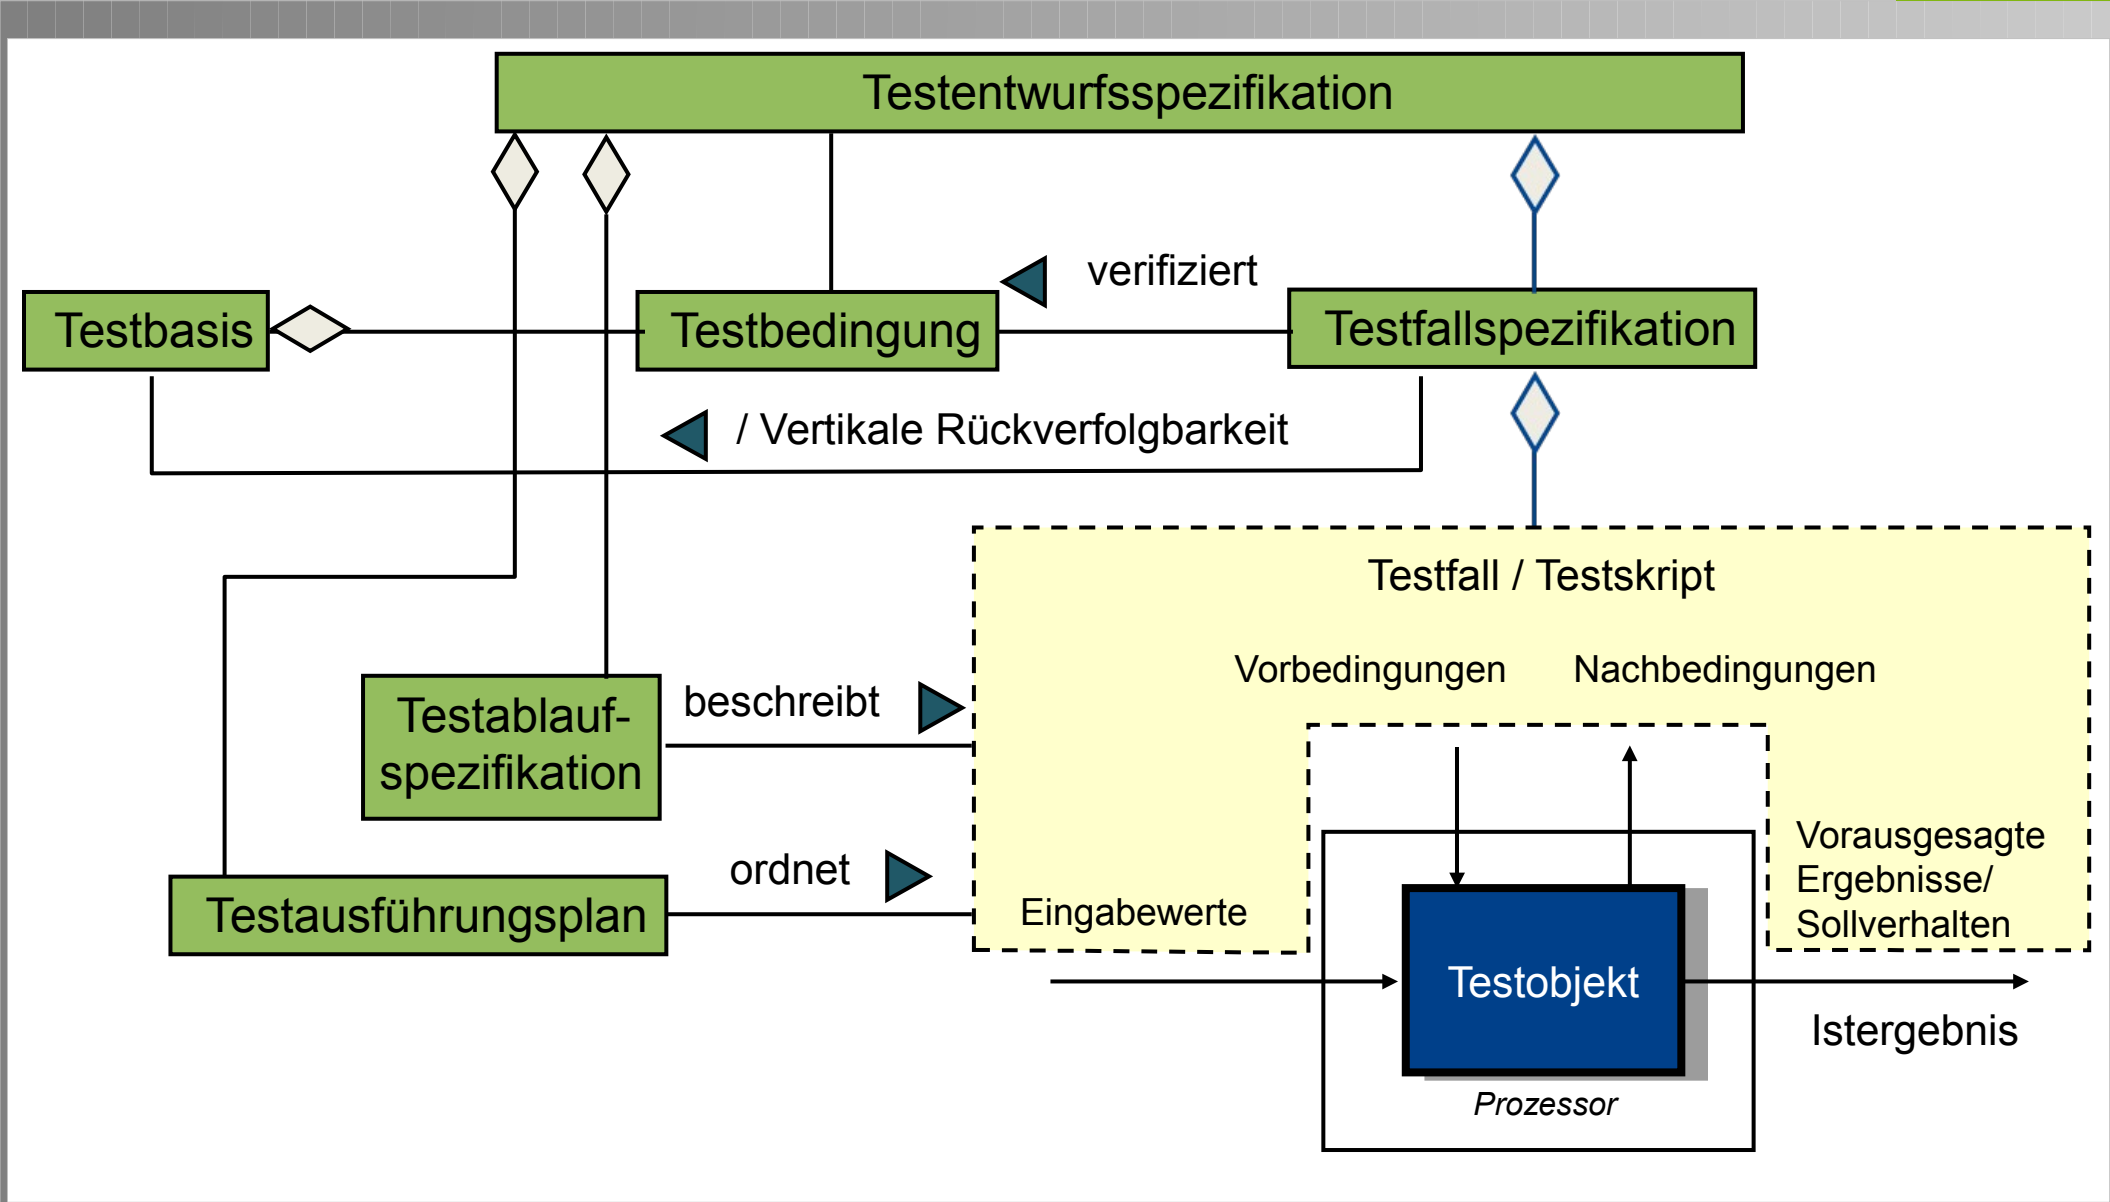 Testentwurfsspezifikation
verifiziert
Testbasis
Testbedingung
Testfallspezifikation
/ Vertikale Rückverfolgbarkeit
Testfall / Testskript
Vorbedingungen
Nachbedingungen
Testablauf-
spezifikation
beschreibt
ordnet
Testausführungsplan
Eingabewerte
Vorausgesagte
Ergebnisse/
Sollverhalten
Testobjekt
Istergebnis
Prozessor